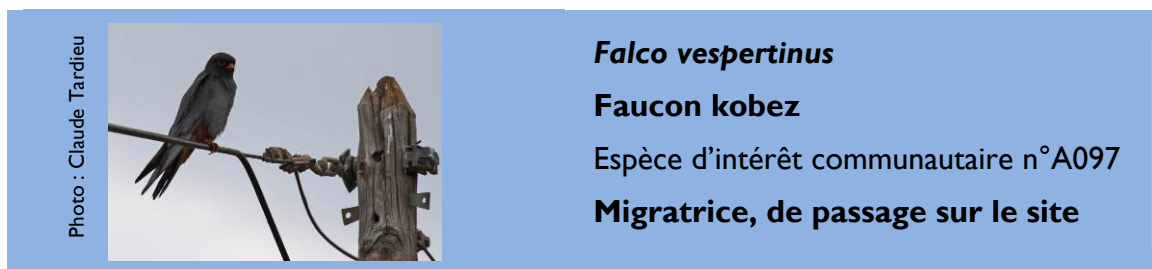 Photo : Claude Tardieu
Falco vespertinus
Faucon kobez
Espèce d’intérêt communautaire n°A097
Migratrice, de passage sur le site